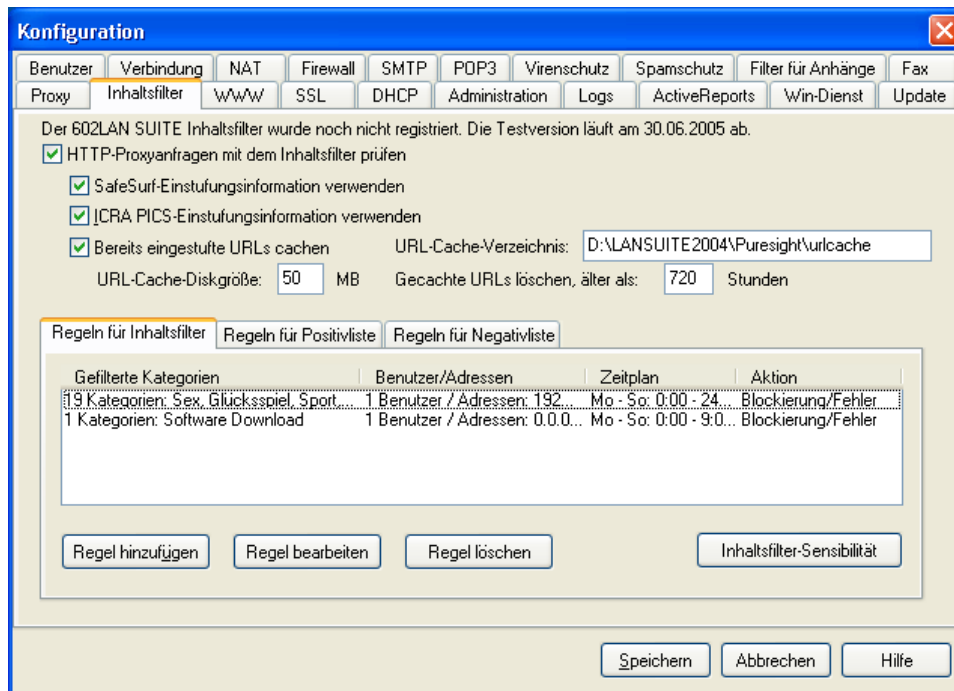 Konfiguration
Benutzer Verbindung NAT Firewall SMTP POP3 Virenschutz Spamschutz Filter für Anhänge Fax
Proxy Inhaltsfilter WWW SSL DHCP Administration Logs ActiveReports Win-Dienst Update
Der 602LAN SUITE Inhaltsfilter wurde noch nicht registriert. Die Testversion läuft am 30.06.2005 ab.
HTTP-Proxyanfragen mit dem Inhaltsfilter prüfen
SafeSurf-Einstufungsinformation verwenden
ICRA PICS-Einstufungsinformation verwenden
Bereits eingestufte URLs cachen URL-Cache-Verzeichnis: D:\LANSUITE2004\Puresight\urlcache
URL-Cache-Diskgröße: 50 MB Gecachte URLs löschen, älter als: 720 Stunden
Regeln für Inhaltsfilter Regeln für Positivliste Regeln für Negativliste
Gefilterte Kategorien Benutzer/Adressen Zeitplan Aktion
19 Kategorien: Sex, Glücksspiel, Sport,... 1 Benutzer / Adressen: 192... Mo - So: 0:00 - 24... Blockierung/Fehler
1 Kategorien: Software Download 1 Benutzer / Adressen: 0.0.0... Mo - So: 0:00 - 9:0... Blockierung/Fehler
Regel hinzufügen Regel bearbeiten Regel löschen Inhaltsfilter-Sensibilität
Speichern Abbrechen Hilfe